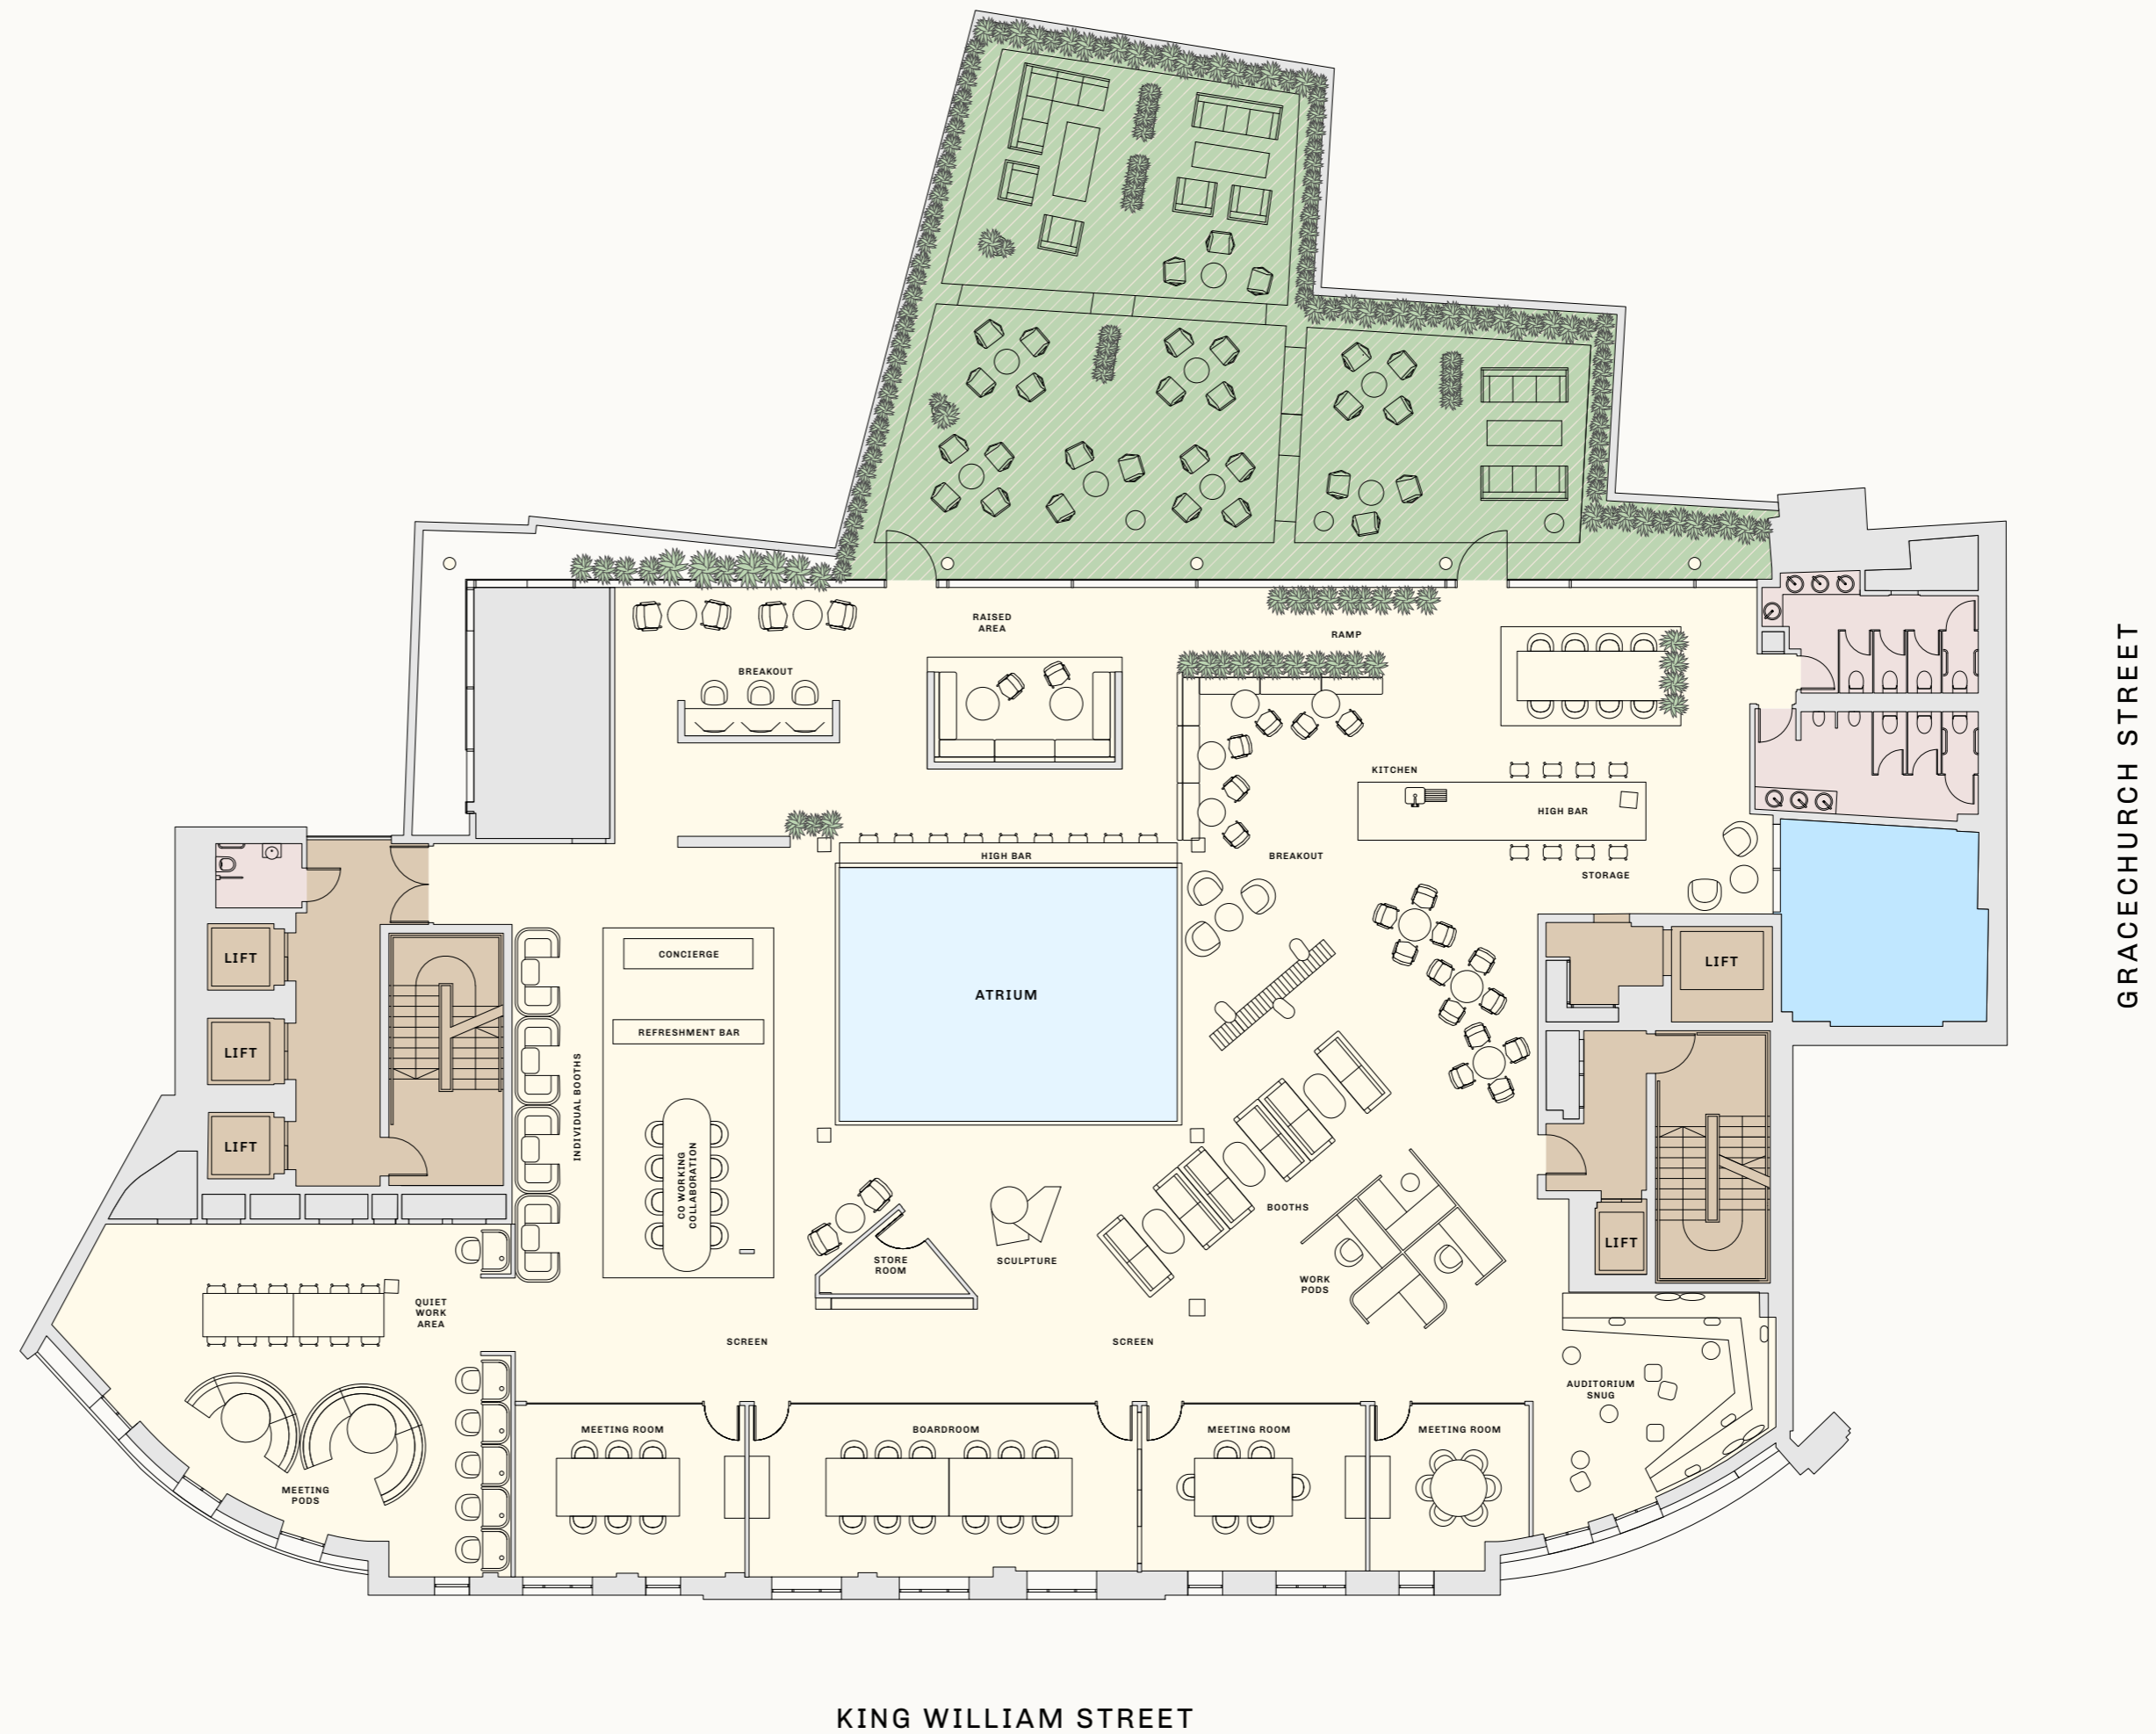 RAISED
AREA
RAMP
BREAKOUT
KITCHEN
HIGH BAR
HIGH BAR
BREAKOUT
STORAGE
GRACECHURCH STREET
LIFT
CONCIERGE
LIFT
ATRIUM
REFRESHMENT BAR
LIFT
INDIVIDUAL BOOTHS
LIFT
CO WORKING
COLLABORATION
BOOTHS
LIFT
STORE
ROOM
SCULPTURE
WORK
PODS
QUIET
WORK
AREA
SCREEN
SCREEN
AUDITORIUM
SNUG
MEETING ROOM
BOARDROOM
MEETING ROOM
MEETING ROOM
MEETING
PODS
KING WILLIAM STREET